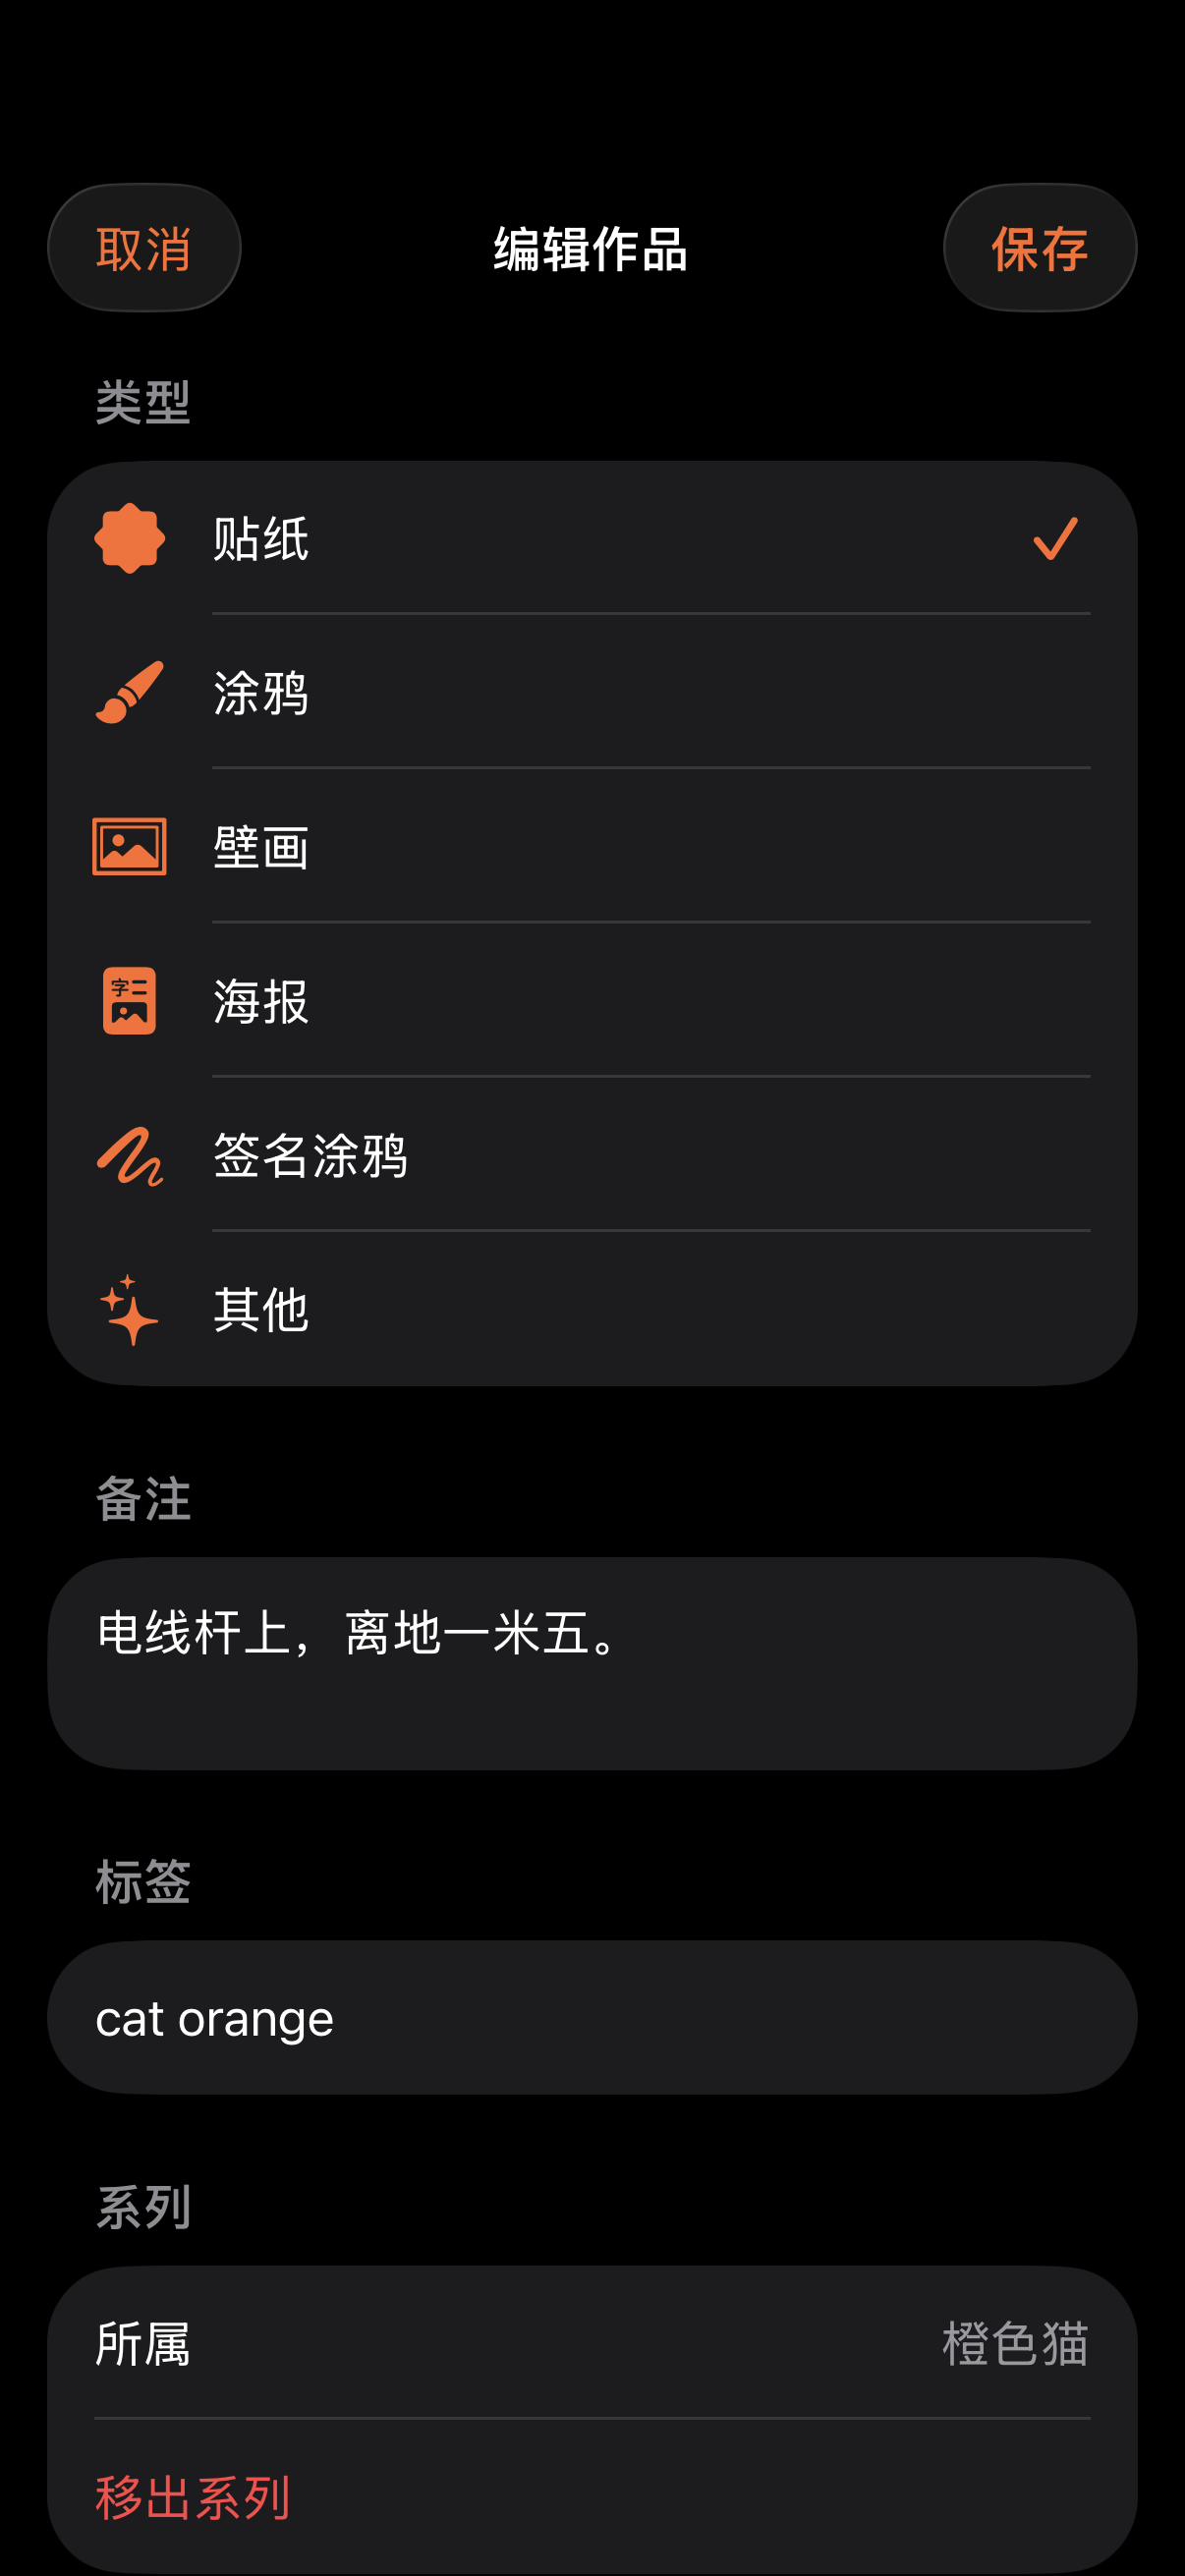 取消
编辑作品
保存
类型
贴纸
涂鸦
壁画
字
海报
签名涂鸦
其他
备注
电线杆上，离地一米五。
标签
cat orange
系列
所属
橙色猫
移出系列